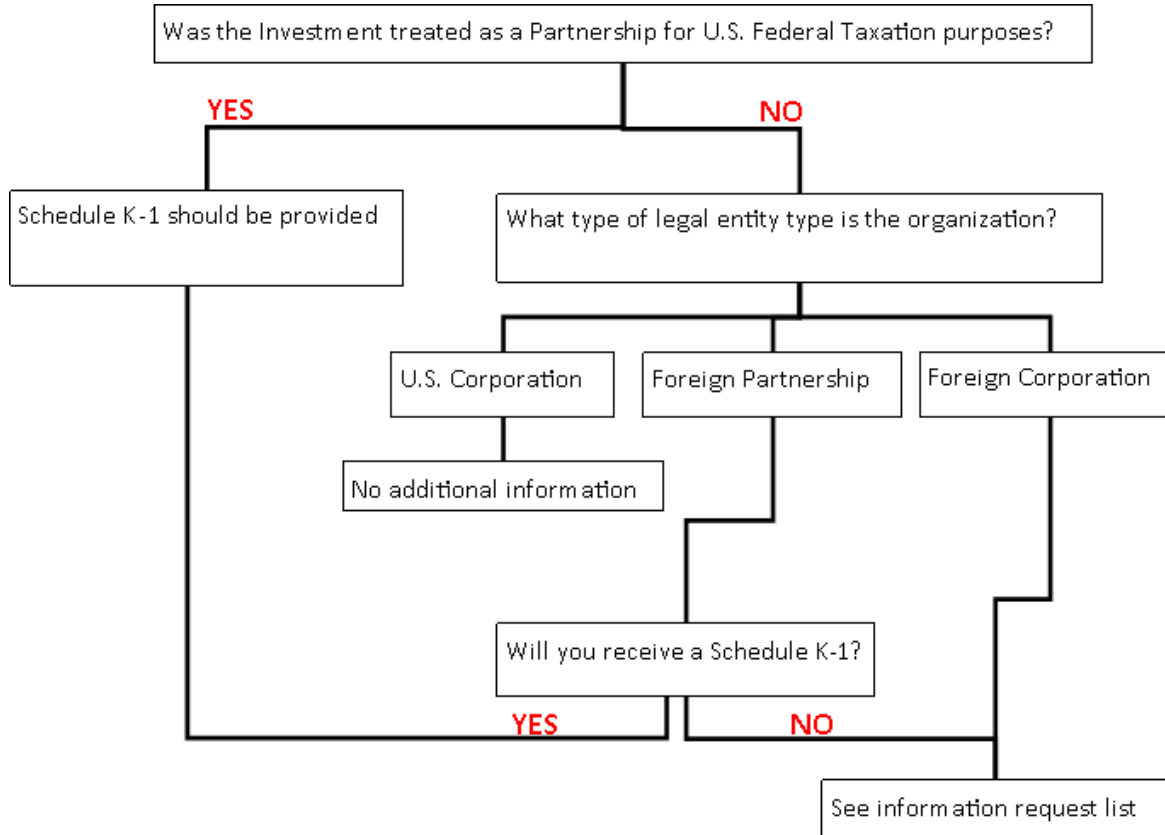 Was the Investment treated as a Partnership for U.S. Federal Taxation purposes?
YES
NO
Schedule K-1 should be provided
What type of legal entity type is the organization?
U.S. Corporation
Foreign Partnership
Foreign Corporation
No additional information
Will you receive a Schedule K-1?
YES
NO
See information request list